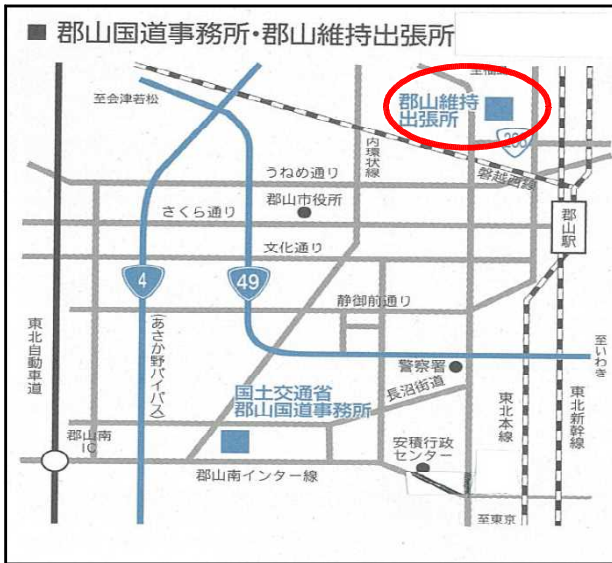 ■ 郡山国道事務所・郡山維持出張所
至会津若松
郡山維持
出張所
内環状線
磐越西線
うねめ通り
郡山市役所
さくら通り
郡山駅
文化通り
4
49
静御前通り
東北自動車道
(あさか野バイパス)
至いわき
警察署
国土交通省
郡山国道事務所
長沼街道
東北本線
東北新幹線
郡山南
IC
安積行政
センター
郡山南インター線
至東京